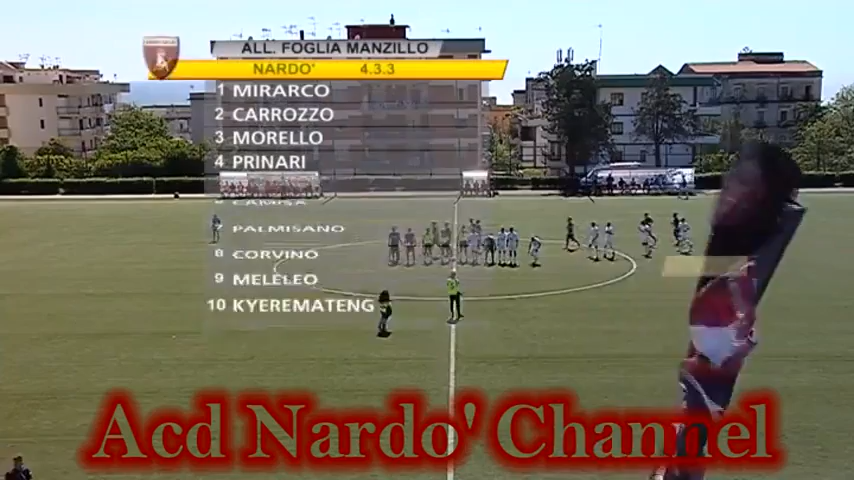 ALL. FOGLIA MANZILLO
NARDO' 4.3.3
1 MIRARCO
2 CARROZZO
3 MORELLO
4 PRINARI
CAMISA
PALMISANO
8 CORVINO
9 MELELEO
10 KYEREMATENG
Acd Nardo' Channel